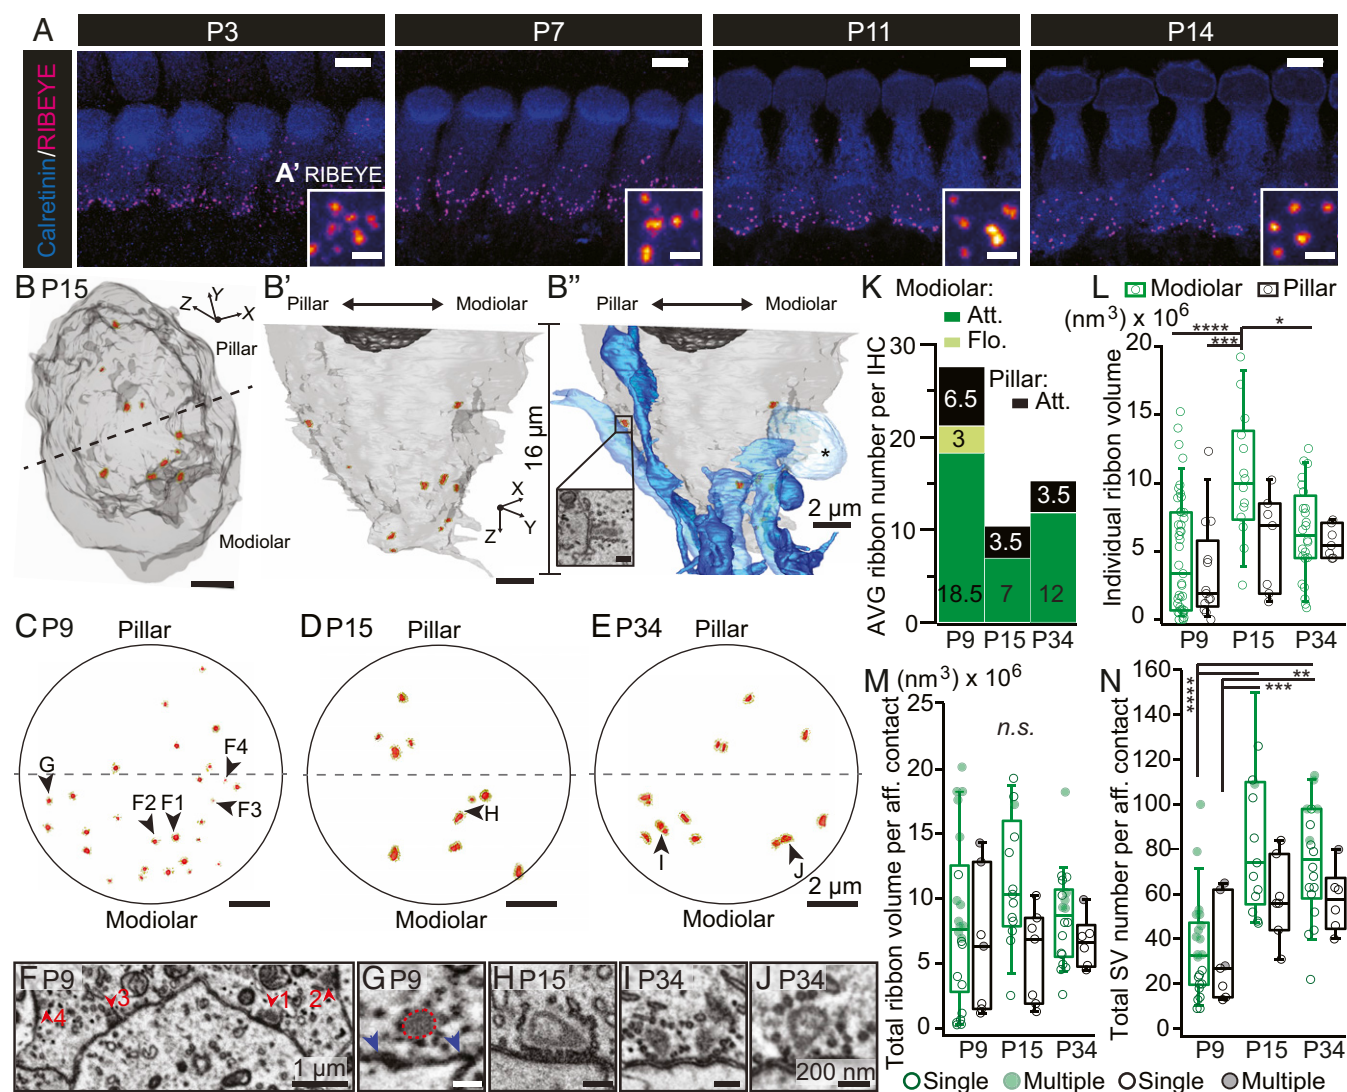 A P3 P7 P11 P14
Calretinin/RIBEYE
A' RIBEYE
B P15
Z Y X
Pillar
Modiolar
B'
Pillar Modiolar
X
Y
Z
16 µm
B"
Pillar Modiolar
*
2 µm
K Modiolar:
Att.
Flo.
Pillar:
Att.
AVG ribbon number per IHC
30
20
10
0
6.5
3
18.5
3.5
7
3.5
12
P9 P15 P34
L Modiolar Pillar
(nm³) x 10⁶
**** *
***
Individual ribbon volume
20
15
10
5
0
P9 P15 P34
C P9 Pillar
G
F4
F2 F1
F3
Modiolar
D P15 Pillar
H
Modiolar
E P34 Pillar
I
J
2 µm
Modiolar
M (nm³) x 10⁶
n.s.
Total ribbon volume per aff. contact
25
20
15
10
5
0
P9 P15 P34
N
**** ** ***
Total SV number per aff. contact
160
140
120
100
80
60
40
20
0
P9 P15 P34
Single Multiple Single Multiple
F P9
4 3 1 2
1 µm
G P9
H P15
I P34
J P34
200 nm